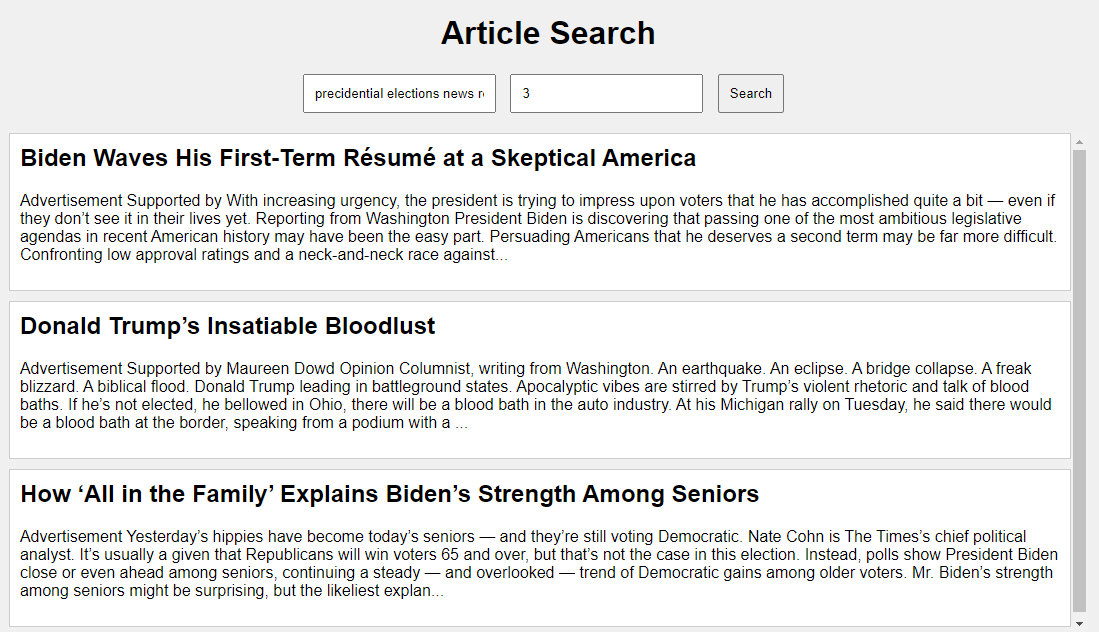 Article Search
precidential elections news
3
Search
Biden Waves His First-Term Résumé at a Skeptical America
Advertisement Supported by With increasing urgency, the president is trying to impress upon voters that he has accomplished quite a bit — even if
they don’t see it in their lives yet. Reporting from Washington President Biden is discovering that passing one of the most ambitious legislative
agendas in recent American history may have been the easy part. Persuading Americans that he deserves a second term may be far more difficult.
Confronting low approval ratings and a neck-and-neck race against...
Donald Trump’s Insatiable Bloodlust
Advertisement Supported by Maureen Dowd Opinion Columnist, writing from Washington. An earthquake. An eclipse. A bridge collapse. A freak
blizzard. A biblical flood. Donald Trump leading in battleground states. Apocalyptic vibes are stirred by Trump’s violent rhetoric and talk of blood
baths. If he’s not elected, he bellowed in Ohio, there will be a blood bath in the auto industry. At his Michigan rally on Tuesday, he said there would
be a blood bath at the border, speaking from a podium with a ...
How ‘All in the Family’ Explains Biden’s Strength Among Seniors
Advertisement Yesterday’s hippies have become today’s seniors — and they’re still voting Democratic. Nate Cohn is The Times’s chief political
analyst. It’s usually a given that Republicans will win voters 65 and over, but that’s not the case in this election. Instead, polls show President Biden
close or even ahead among seniors, continuing a steady — and overlooked — trend of Democratic gains among older voters. Mr. Biden’s strength
among seniors might be surprising, but the likeliest explan...